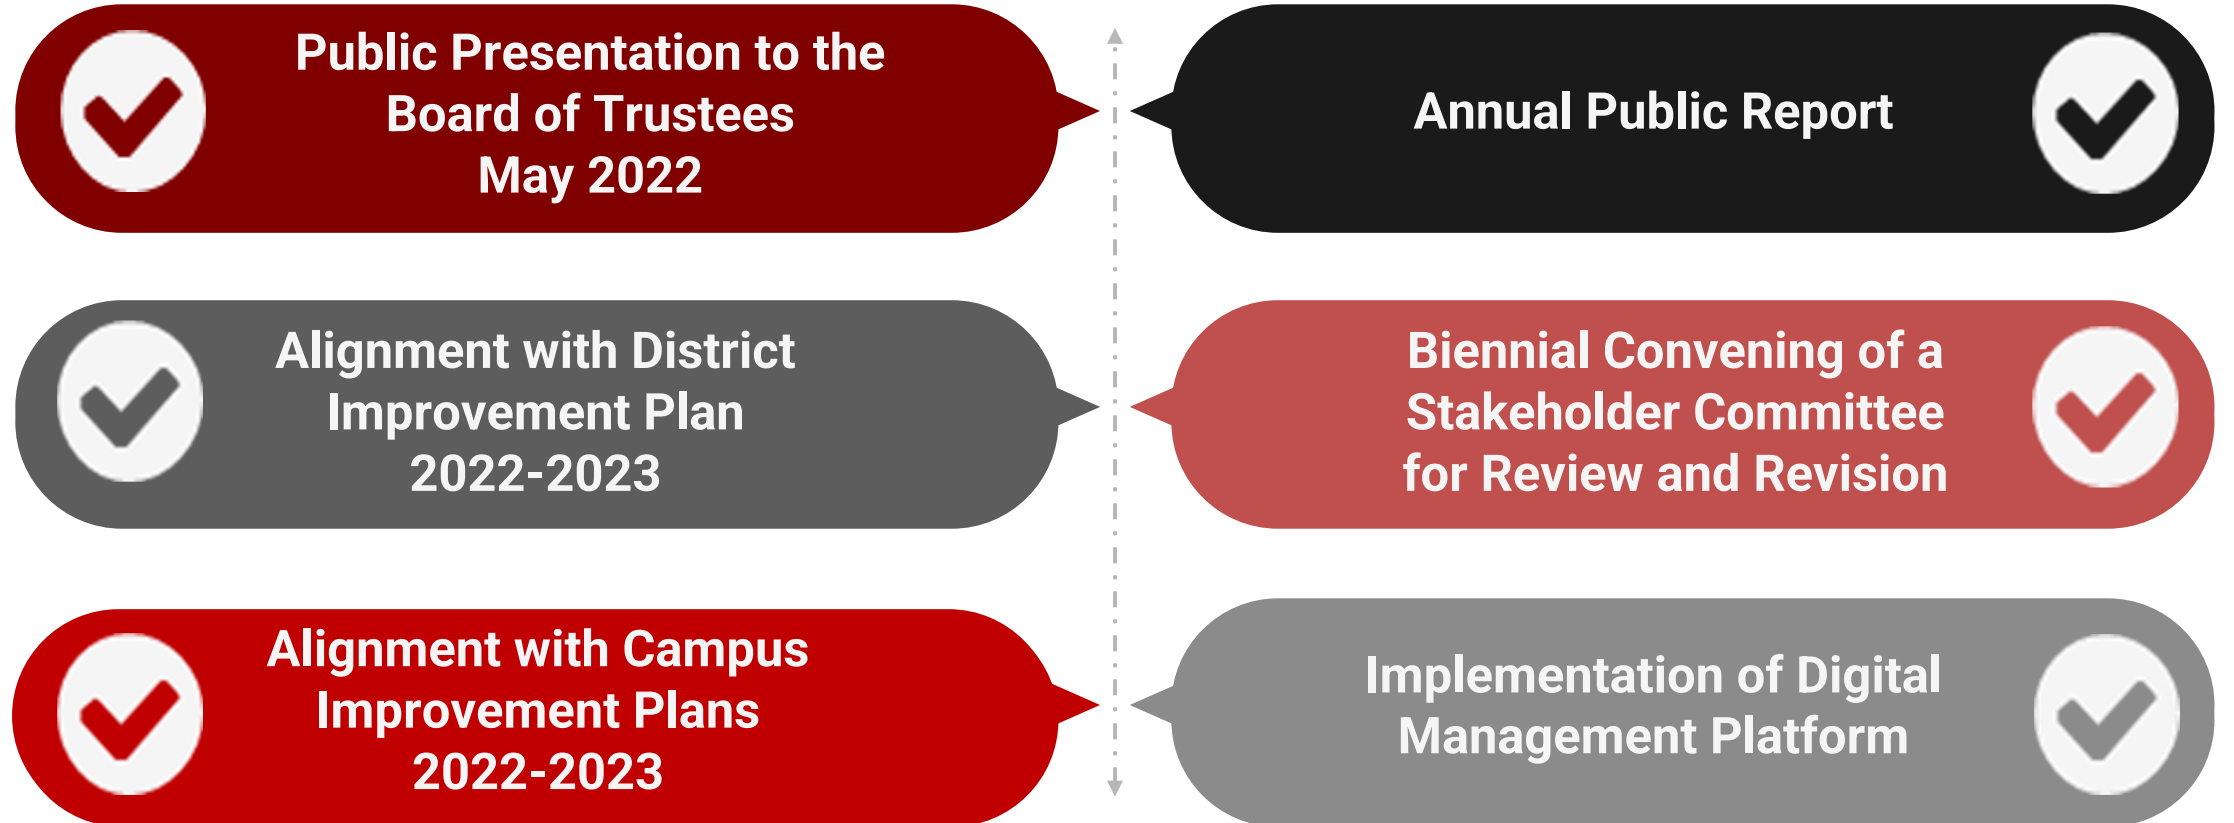 Public Presentation to the
Board of Trustees
May 2022
Annual Public Report
Alignment with District
Improvement Plan
2022-2023
Biennial Convening of a
Stakeholder Committee
for Review and Revision
Alignment with Campus
Improvement Plans
2022-2023
Implementation of Digital
Management Platform